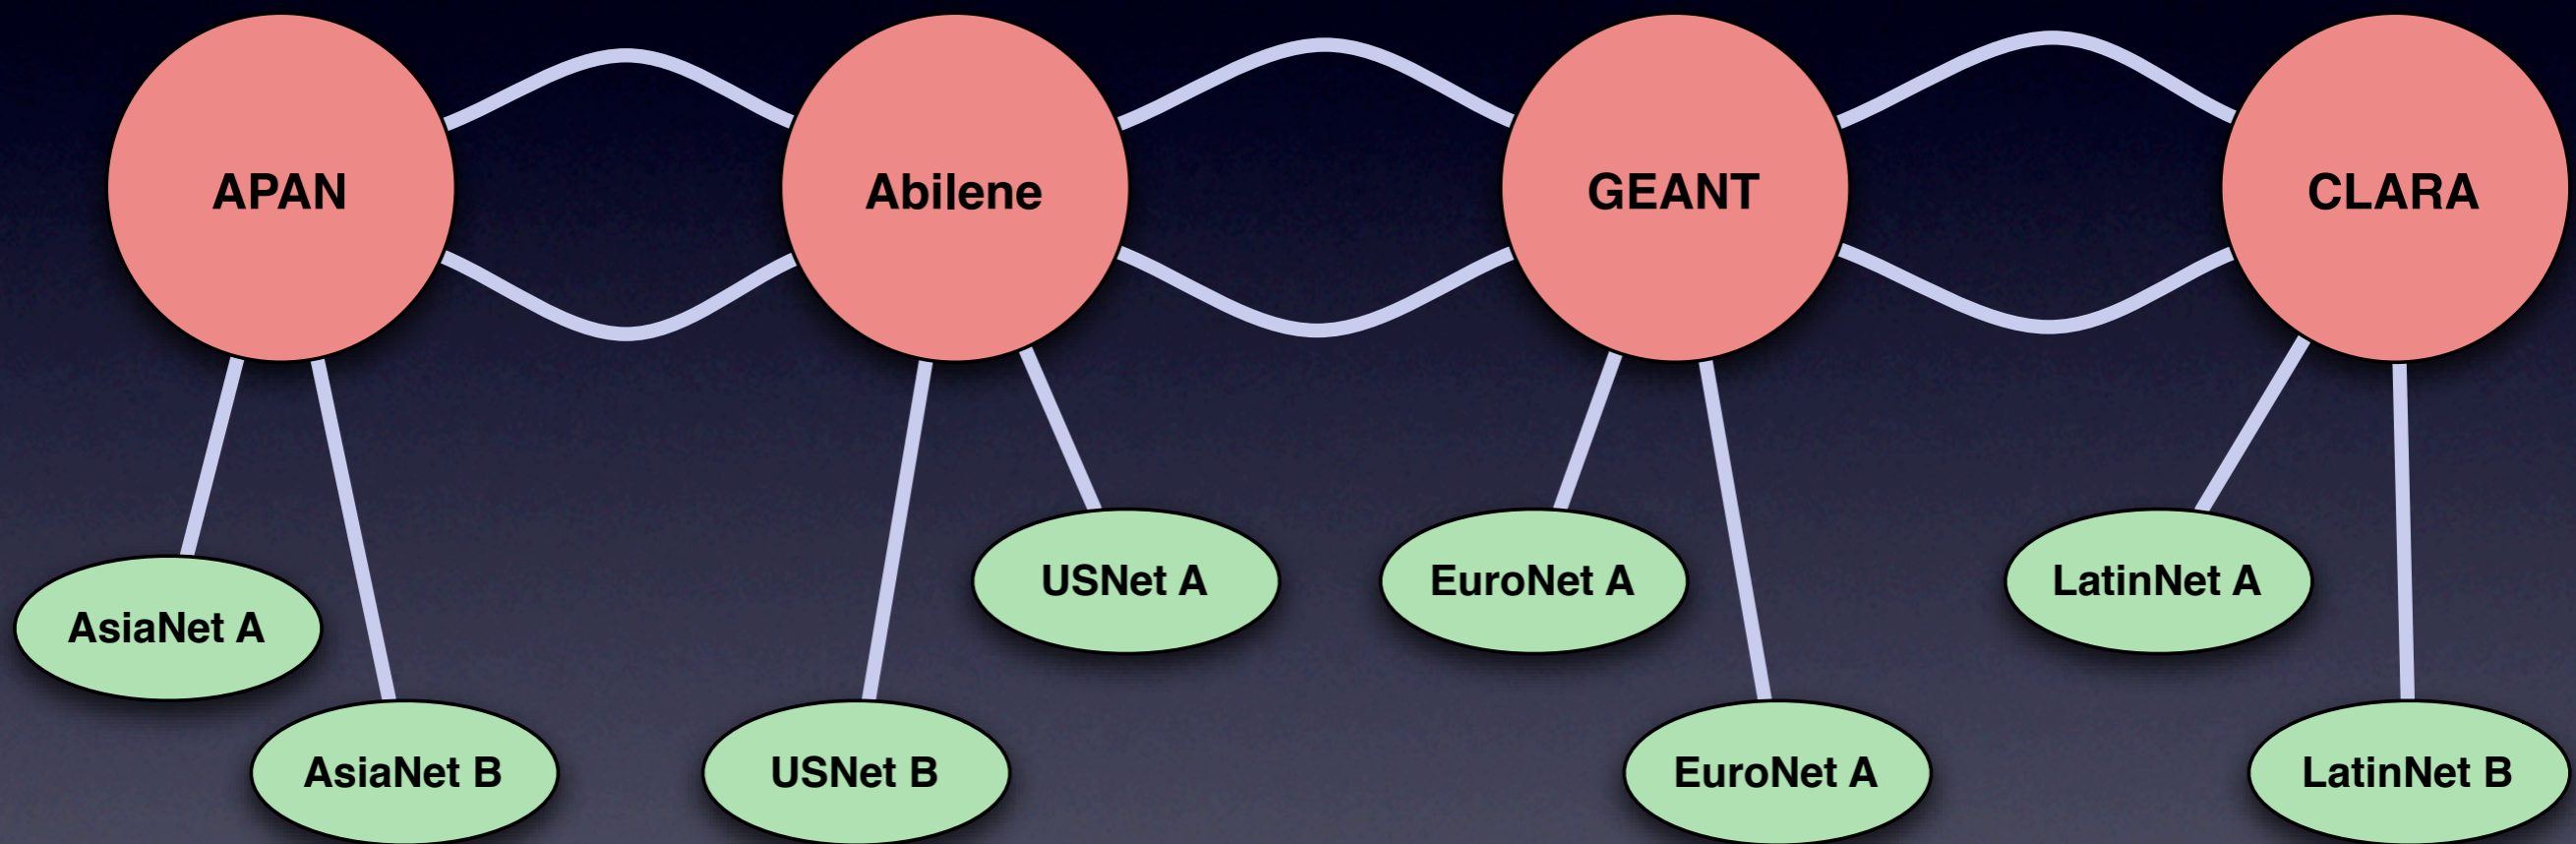 APAN
Abilene
GEANT
CLARA
USNet A
EuroNet A
LatinNet A
AsiaNet A
AsiaNet B
USNet B
EuroNet A
LatinNet B